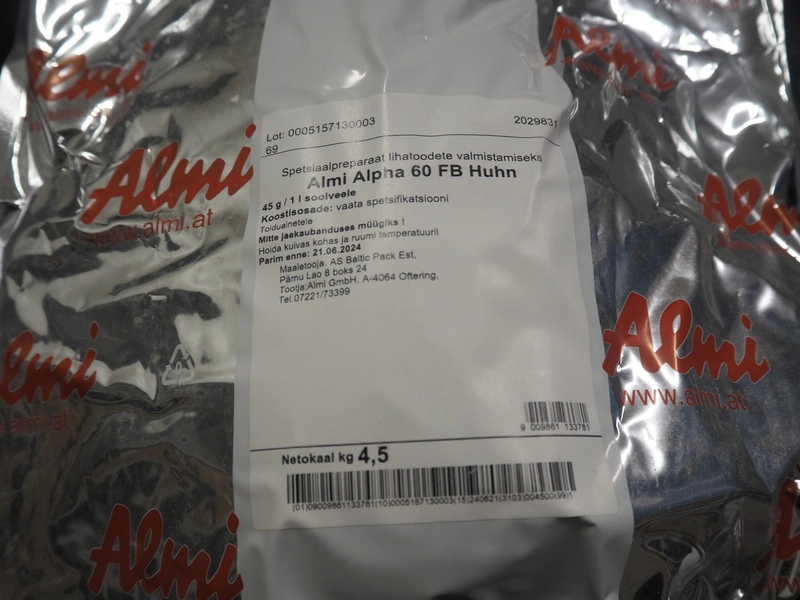 Almi
Almi
Almi
www.almi.at
Almi
Lot: 0005157130003
2029831
69
Spetsiaalpreparaat lihatoodete valmistamiseks
Almi Alpha 60 FB Huhn
45 g / 1 l soolveele
Koostisosade: vaata spetsifikatsiooni
Toiduainetele
Mitte jaekaubanduses müügiks !
Hoida kuivas kohas ja ruumi temperatuuril
Parim enne: 21.06.2024
Maaletooja. AS Baltic Pack Est,
Pärnu Lao 8 boks 24
Tootja:Almi GmbH, A-4064 Oftering,
Tel.07221/73399
Almi
www.almi.at
9 009861 133781
Netokaal kg 4,5
(01)09009861133781(10)0005157130003(15)240621(3103)004500(99)1
Almi